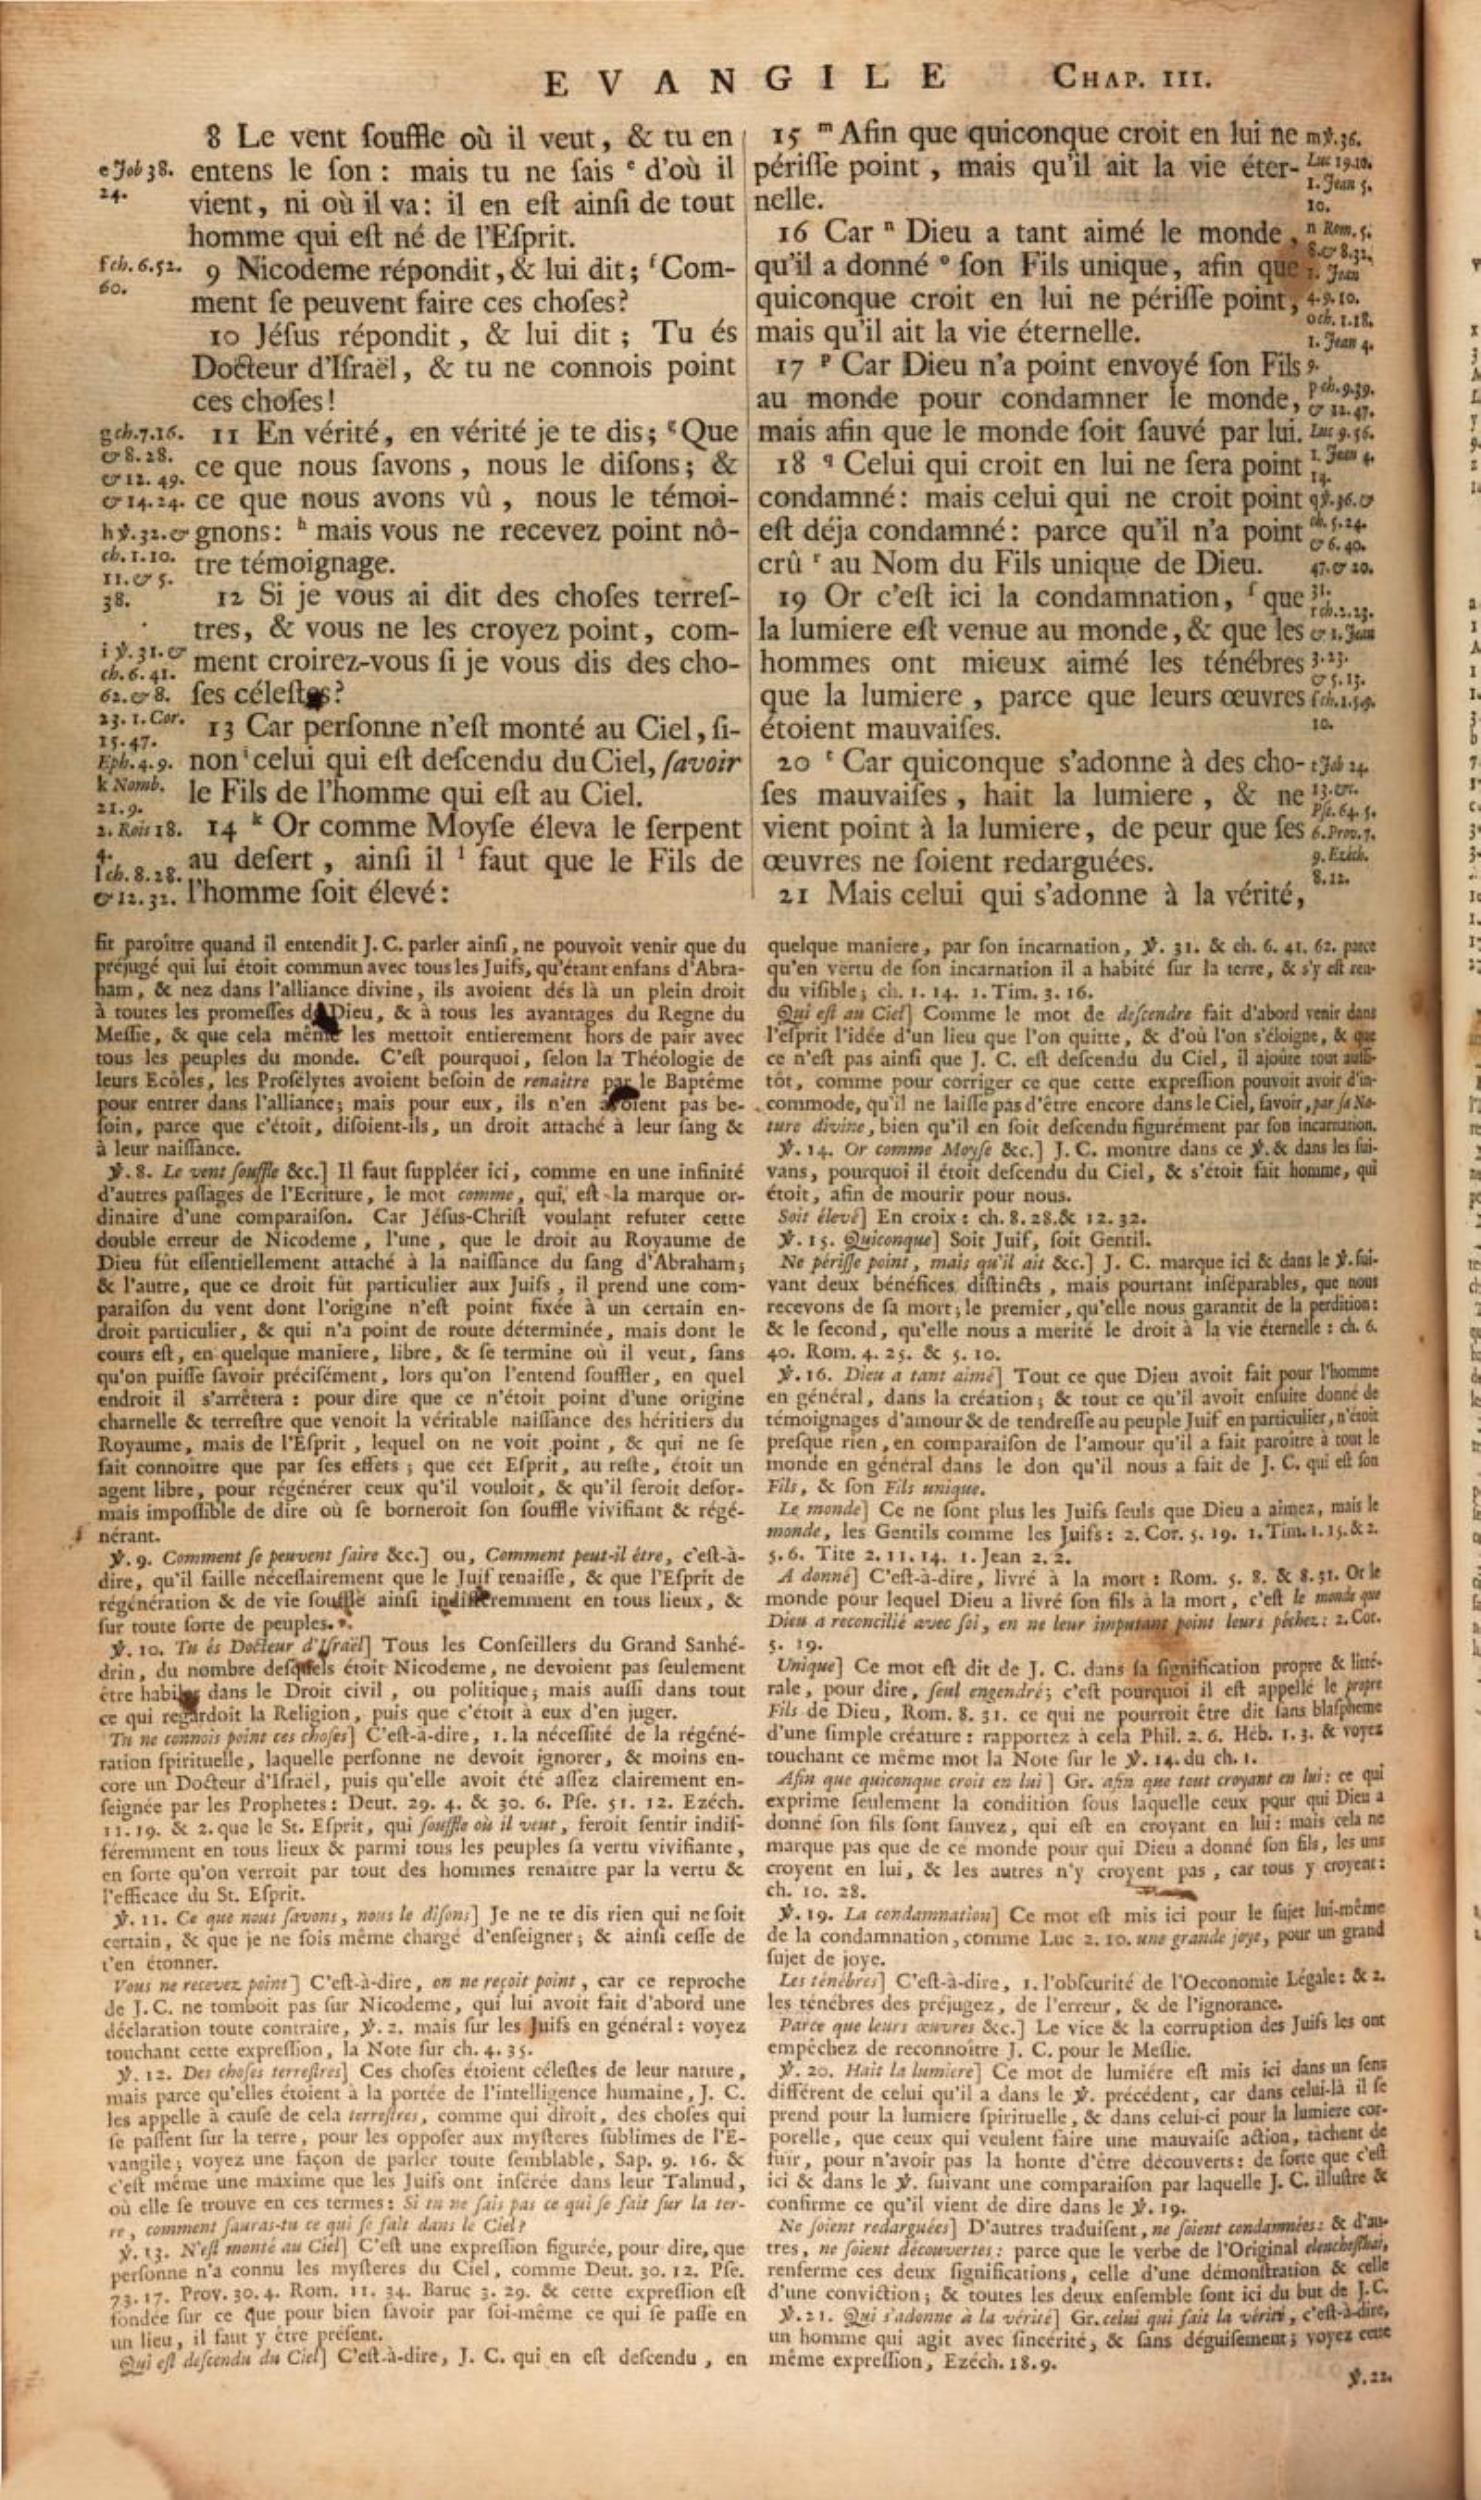 EVANGILE CHAP. III.
8 Le vent ſouffle où il veut, & tu en
entens le ſon : mais tu ne ſais ᵉ d'où il
vient, ni où il va: il en eſt ainſi de tout
homme qui eſt né de l'Eſprit.
9 Nicodeme répondit, & lui dit; ᶠ Com-
ment ſe peuvent faire ces choſes?
10 Jéſus répondit, & lui dit ; Tu és
Docteur d'Iſraël, & tu ne connois point
ces choſes!
11 En vérité, en vérité je te dis; ᵍ Que
ce que nous ſavons, nous le diſons; &
ce que nous avons vû, nous le témoi-
gnons: ʰ mais vous ne recevez point nô-
tre témoignage.
12 Si je vous ai dit des choſes terreſ-
tres, & vous ne les croyez point, com-
ment croirez-vous ſi je vous dis des cho-
ſes céleſtes?
13 Car perſonne n'eſt monté au Ciel, ſi-
non ⁱ celui qui eſt deſcendu du Ciel, ſavoir
le Fils de l'homme qui eſt au Ciel.
14 ᵏ Or comme Moyſe éleva le ſerpent
au deſert, ainſi il ˡ faut que le Fils de
l'homme ſoit élevé:
e Job 38.
24.
f ch. 6.52.
60.
g ch.7.16.
& 8.28.
& 12.49.
& 14.24.
h ℣.32.&
ch. 1.10.
11. & 5.
38.
i ℣.31.&
ch. 6.41.
62. & 8.
23. 1. Cor.
15.47.
Eph.4.9.
k Nomb.
21.9.
2. Rois 18.
4.
l ch. 8.28.
& 12.32.
15 ᵐ Afin que quiconque croit en lui ne
périſſe point, mais qu'il ait la vie éter-
nelle.
16 Car ⁿ Dieu a tant aimé le monde,
qu'il a donné ᵒ ſon Fils unique, afin que
quiconque croit en lui ne périſſe point,
mais qu'il ait la vie éternelle.
17 ᵖ Car Dieu n'a point envoyé ſon Fils
au monde pour condamner le monde,
mais afin que le monde ſoit ſauvé par lui.
18 ᑫ Celui qui croit en lui ne ſera point
condamné: mais celui qui ne croit point
eſt déja condamné: parce qu'il n'a point
crû ʳ au Nom du Fils unique de Dieu.
19 Or c'eſt ici la condamnation, ˢ que
la lumiere eſt venue au monde, & que les
hommes ont mieux aimé les ténébres
que la lumiere, parce que leurs œuvres
étoient mauvaiſes.
20 ᵗ Car quiconque s'adonne à des cho-
ſes mauvaiſes, hait la lumiere, & ne
vient point à la lumiere, de peur que ſes
œuvres ne ſoient redarguées.
21 Mais celui qui s'adonne à la vérité,
m ℣.36.
Luc 19.10.
1. Jean 5.
10.
n Rom. 5.
8. & 8.32.
1. Jean
4.9.10.
o ch. 1.18.
1. Jean 4.
9.
p ch.9.39.
& 12.47.
Luc 9.56.
1. Jean 4.
14.
q ℣.36.&
ch. 5.24.
& 6.40.
47. & 20.
31.
r ch.1.12.
& 1. Jean
3.23.
& 5.13.
ſ ch.1.5.9.
10.
t Job 24.
13. &c.
Pſe. 64.5.
6. Prov.7.
9. Ezéch.
8.12.
fit paroître quand il entendit J. C. parler ainſi, ne pouvoit venir que du
préjugé qui lui étoit commun avec tous les Juifs, qu'étant enfans d'Abra-
ham, & nez dans l'alliance divine, ils avoient dés là un plein droit
à toutes les promeſſes de Dieu, & à tous les avantages du Regne du
Meſſie, & que cela même les mettoit entierement hors de pair avec
tous les peuples du monde. C'eſt pourquoi, ſelon la Théologie de
leurs Ecôles, les Proſélytes avoient beſoin de renaître par le Baptême
pour entrer dans l'alliance; mais pour eux, ils n'en avoient pas be-
ſoin, parce que c'étoit, diſoient-ils, un droit attaché à leur ſang &
à leur naiſſance.
℣. 8. Le vent ſouffle &c.] Il faut ſuppléer ici, comme en une infinité
d'autres paſſages de l'Ecriture, le mot comme, qui, eſt la marque or-
dinaire d'une comparaiſon. Car Jéſus-Chriſt voulant refuter cette
double erreur de Nicodeme, l'une, que le droit au Royaume de
Dieu fût eſſentiellement attaché à la naiſſance du ſang d'Abraham;
& l'autre, que ce droit fût particulier aux Juifs, il prend une com-
paraiſon du vent dont l'origine n'eſt point fixée à un certain en-
droit particulier, & qui n'a point de route déterminée, mais dont le
cours eſt, en quelque maniere, libre, & ſe termine où il veut, ſans
qu'on puiſſe ſavoir préciſément, lors qu'on l'entend ſouffler, en quel
endroit il s'arrêtera : pour dire que ce n'étoit point d'une origine
charnelle & terreſtre que venoit la véritable naiſſance des héritiers du
Royaume, mais de l'Eſprit, lequel on ne voit point, & qui ne ſe
fait connoitre que par ſes effets ; que cet Eſprit, au reſte, étoit un
agent libre, pour régénérer ceux qu'il vouloit, & qu'il ſeroit deſor-
mais impoſſible de dire où ſe borneroit ſon ſouffle vivifiant & régé-
nérant.
℣. 9. Comment ſe peuvent faire &c.] ou, Comment peut-il être, c'eſt-à-
dire, qu'il faille néceſſairement que le Juif renaiſſe, & que l'Eſprit de
régénération & de vie ſouffle ainſi indifféremment en tous lieux, &
ſur toute ſorte de peuples.
℣. 10. Tu és Docteur d'Iſraël] Tous les Conſeillers du Grand Sanhé-
drin, du nombre deſquels étoit Nicodeme, ne devoient pas ſeulement
être habiles dans le Droit civil, ou politique; mais auſſi dans tout
ce qui regardoit la Religion, puis que c'étoit à eux d'en juger.
Tu ne connois point ces choſes] C'eſt-à-dire, 1. la néceſſité de la régéné-
ration ſpirituelle, laquelle perſonne ne devoit ignorer, & moins en-
core un Docteur d'Iſraël, puis qu'elle avoit été aſſez clairement en-
ſeignée par les Prophetes: Deut. 29. 4. & 30. 6. Pſe. 51. 12. Ezéch.
11. 19. & 2. que le St. Eſprit, qui ſouffle où il veut, feroit ſentir indif-
féremment en tous lieux & parmi tous les peuples ſa vertu vivifiante,
en ſorte qu'on verroit par tout des hommes renaître par la vertu &
l'efficace du St. Eſprit.
℣. 11. Ce que nous ſavons, nous le diſons] Je ne te dis rien qui ne ſoit
certain, & que je ne ſois même chargé d'enſeigner; & ainſi ceſſe de
t'en étonner.
Vous ne recevez point] C'eſt-à-dire, on ne reçoit point, car ce reproche
de J. C. ne tomboit pas ſur Nicodeme, qui lui avoit fait d'abord une
déclaration toute contraire, ℣. 2. mais ſur les Juifs en général : voyez
touchant cette expreſſion, la Note ſur ch. 4. 35.
℣. 12. Des choſes terreſtres] Ces choſes étoient céleſtes de leur nature,
mais parce qu'elles étoient à la portée de l'intelligence humaine, J. C.
les appelle à cauſe de cela terreſtres, comme qui diroit, des choſes qui
ſe paſſent ſur la terre, pour les oppoſer aux myſteres ſublimes de l'E-
vangile; voyez une façon de parler toute ſemblable, Sap. 9. 16. &
c'eſt même une maxime que les Juifs ont inſérée dans leur Talmud,
où elle ſe trouve en ces termes: Si tu ne ſais pas ce qui ſe fait ſur la ter-
re, comment ſauras-tu ce qui ſe fait dans le Ciel?
℣. 13. N'eſt monté au Ciel] C'eſt une expreſſion figurée, pour dire, que
perſonne n'a connu les myſteres du Ciel, comme Deut. 30. 12. Pſe.
73. 17. Prov. 30. 4. Rom. 11. 34. Baruc 3. 29. & cette expreſſion eſt
fondée ſur ce que pour bien ſavoir par ſoi-même ce qui ſe paſſe en
un lieu, il faut y être préſent.
Qui eſt deſcendu du Ciel] C'eſt-à-dire, J. C. qui en eſt deſcendu, en
quelque maniere, par ſon incarnation, ℣. 31. & ch. 6. 41. 62. parce
qu'en vertu de ſon incarnation il a habité ſur la terre, & s'y eſt ren-
du viſible; ch. 1. 14. 1. Tim. 3. 16.
Qui eſt au Ciel] Comme le mot de deſcendre fait d'abord venir dans
l'eſprit l'idée d'un lieu que l'on quitte, & d'où l'on s'éloigne, & que
ce n'eſt pas ainſi que J. C. eſt deſcendu du Ciel, il ajoûte tout auſſi-
tôt, comme pour corriger ce que cette expreſſion pouvoit avoir d'in-
commode, qu'il ne laiſſe pas d'être encore dans le Ciel, ſavoir, par ſa Na-
ture divine, bien qu'il en ſoit deſcendu figurément par ſon incarnation.
℣. 14. Or comme Moyſe &c.] J. C. montre dans ce ℣. & dans les ſui-
vans, pourquoi il étoit deſcendu du Ciel, & s'étoit fait homme, qui
étoit, afin de mourir pour nous.
Soit élevé] En croix : ch. 8. 28. & 12. 32.
℣. 15. Quiconque] Soit Juif, ſoit Gentil.
Ne périſſe point, mais qu'il ait &c.] J. C. marque ici & dans le ℣. ſui-
vant deux bénéfices diſtincts, mais pourtant inſéparables, que nous
recevons de ſa mort; le premier, qu'elle nous garantit de la perdition:
& le ſecond, qu'elle nous a merité le droit à la vie éternelle : ch. 6.
40. Rom. 4. 25. & 5. 10.
℣. 16. Dieu a tant aimé] Tout ce que Dieu avoit fait pour l'homme
en général, dans la création; & tout ce qu'il avoit enſuite donné de
témoignages d'amour & de tendreſſe au peuple Juif en particulier, n'étoit
preſque rien, en comparaiſon de l'amour qu'il a fait paroitre à tout le
monde en général dans le don qu'il nous a fait de J. C. qui eſt ſon
Fils, & ſon Fils unique.
Le monde] Ce ne ſont plus les Juifs ſeuls que Dieu a aimez, mais le
monde, les Gentils comme les Juifs : 2. Cor. 5. 19. 1. Tim. 1. 15. & 2.
5. 6. Tite 2. 11. 14. 1. Jean 2. 2.
A donné] C'eſt-à-dire, livré à la mort : Rom. 5. 8. & 8. 31. Or le
monde pour lequel Dieu a livré ſon fils à la mort, c'eſt le monde que
Dieu a reconcilié avec ſoi, en ne leur imputant point leurs péchez: 2. Cor.
5. 19.
Unique] Ce mot eſt dit de J. C. dans ſa ſignification propre & litté-
rale, pour dire, ſeul engendré; c'eſt pourquoi il eſt appellé le propre
Fils de Dieu, Rom. 8. 31. ce qui ne pourroit être dit ſans blaſpheme
d'une ſimple créature : rapportez à cela Phil. 2. 6. Héb. 1. 3. & voyez
touchant ce même mot la Note ſur le ℣. 14. du ch. 1.
Afin que quiconque croit en lui] Gr. afin que tout croyant en lui: ce qui
exprime ſeulement la condition ſous laquelle ceux pour qui Dieu a
donné ſon fils ſont ſauvez, qui eſt en croyant en lui : mais cela ne
marque pas que de ce monde pour qui Dieu a donné ſon fils, les uns
croyent en lui, & les autres n'y croyent pas, car tous y croyent:
ch. 10. 28.
℣. 19. La condamnation] Ce mot eſt mis ici pour le ſujet lui-même
de la condamnation, comme Luc 2. 10. une grande joye, pour un grand
ſujet de joye.
Les ténébres] C'eſt-à-dire, 1. l'obſcurité de l'Oeconomie Légale: & 2.
les ténébres des préjugez, de l'erreur, & de l'ignorance.
Parce que leurs œuvres &c.] Le vice & la corruption des Juifs les ont
empêchez de reconnoître J. C. pour le Meſſie.
℣. 20. Hait la lumiere] Ce mot de lumiére eſt mis ici dans un ſens
différent de celui qu'il a dans le ℣. précédent, car dans celui-là il ſe
prend pour la lumiere ſpirituelle, & dans celui-ci pour la lumiere cor-
porelle, que ceux qui veulent faire une mauvaiſe action, tâchent de
fuir, pour n'avoir pas la honte d'être découverts: de ſorte que c'eſt
ici & dans le ℣. ſuivant une comparaiſon par laquelle J. C. illuſtre &
confirme ce qu'il vient de dire dans le ℣. 19.
Ne ſoient redarguées] D'autres traduiſent, ne ſoient condamnées: & d'au-
tres, ne ſoient découvertes: parce que le verbe de l'Original elencheſthai,
renferme ces deux ſignifications, celle d'une démonſtration & celle
d'une conviction; & toutes les deux enſemble ſont ici du but de J. C.
℣. 21. Qui s'adonne à la vérité] Gr. celui qui fait la vérité, c'eſt-à-dire,
un homme qui agit avec ſincérité, & ſans déguiſement; voyez cette
même expreſſion, Ezéch. 18. 9.
℣. 22.